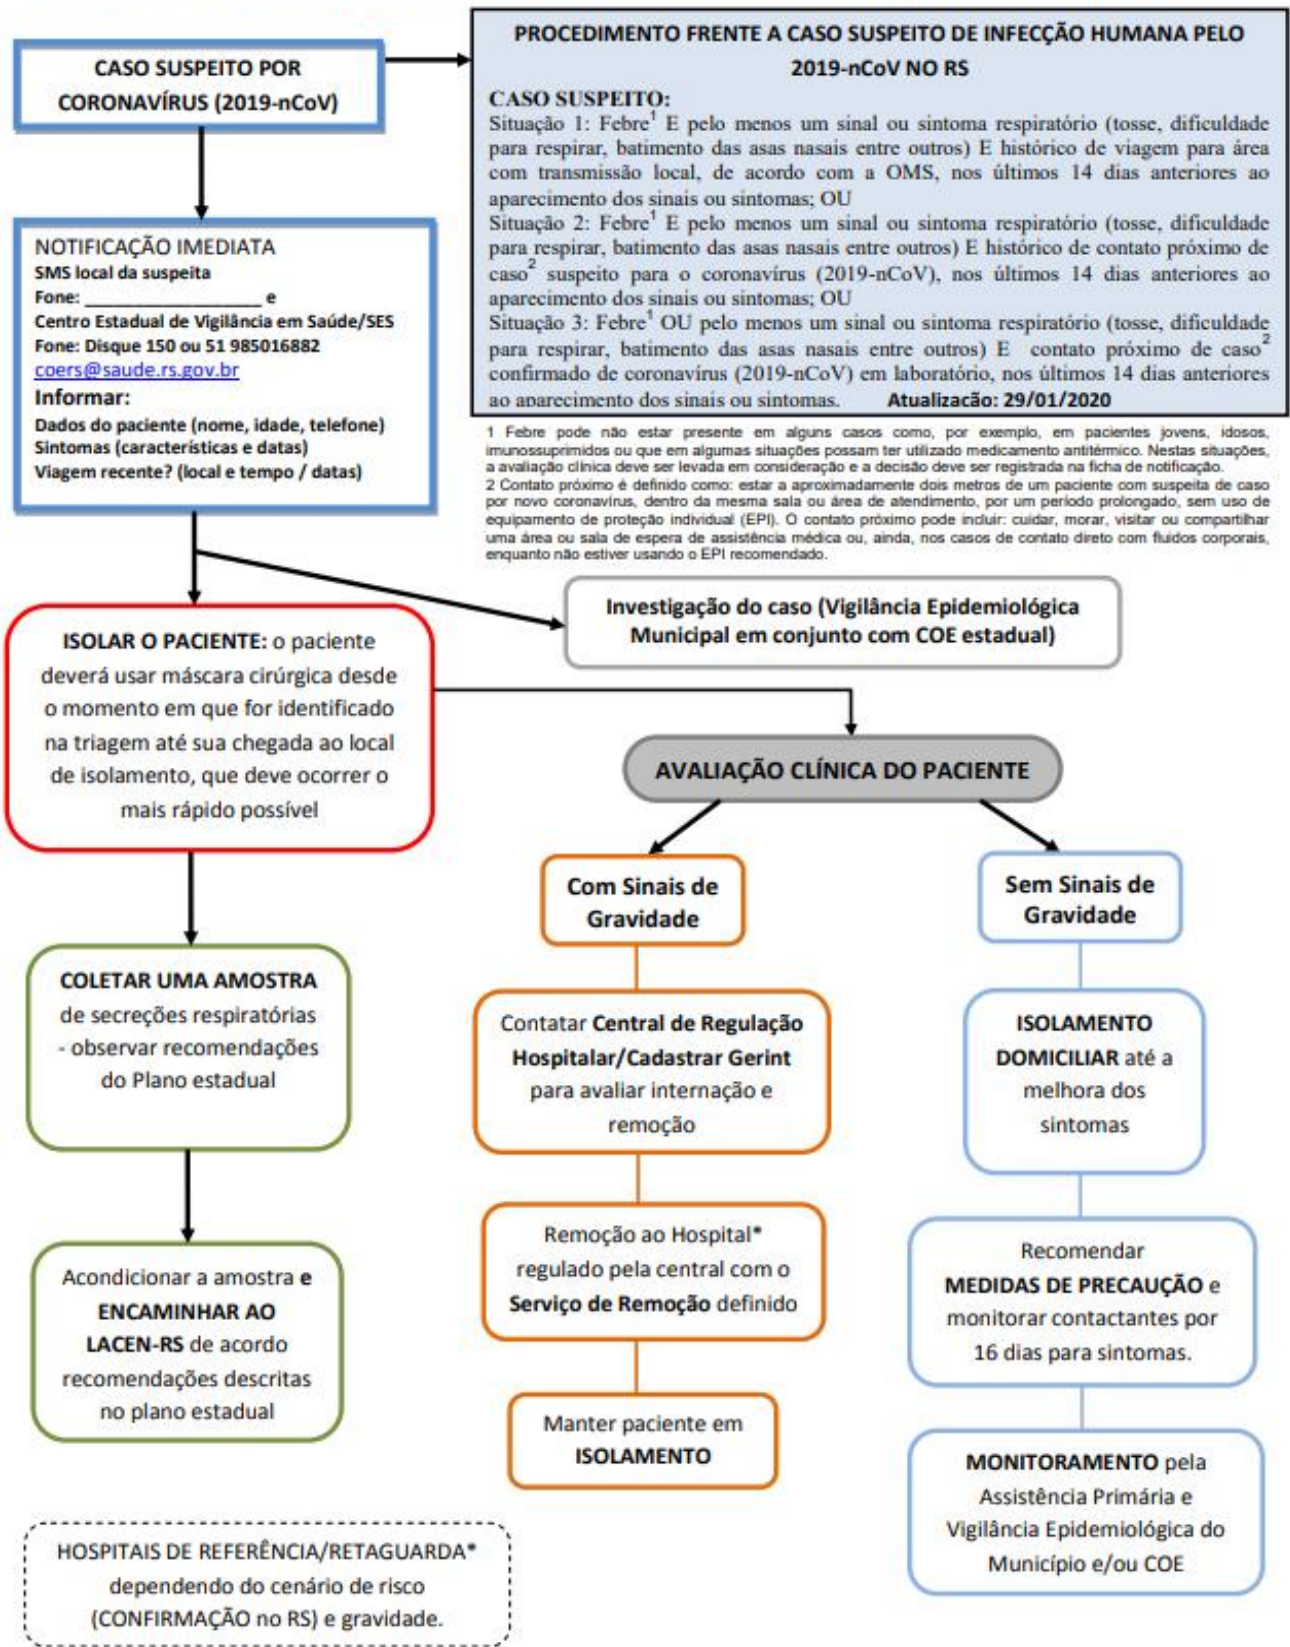 CASO SUSPEITO POR
CORONAVÍRUS (2019-nCoV)
PROCEDIMENTO FRENTE A CASO SUSPEITO DE INFECÇÃO HUMANA PELO
2019-nCoV NO RS
CASO SUSPEITO:
Situação 1: Febre¹ E pelo menos um sinal ou sintoma respiratório (tosse, dificuldade
para respirar, batimento das asas nasais entre outros) E histórico de viagem para área
com transmissão local, de acordo com a OMS, nos últimos 14 dias anteriores ao
aparecimento dos sinais ou sintomas; OU
Situação 2: Febre¹ E pelo menos um sinal ou sintoma respiratório (tosse, dificuldade
para respirar, batimento das asas nasais entre outros) E histórico de contato próximo de
caso² suspeito para o coronavírus (2019-nCoV), nos últimos 14 dias anteriores ao
aparecimento dos sinais ou sintomas; OU
Situação 3: Febre¹ OU pelo menos um sinal ou sintoma respiratório (tosse, dificuldade
para respirar, batimento das asas nasais entre outros) E contato próximo de caso²
confirmado de coronavírus (2019-nCoV) em laboratório, nos últimos 14 dias anteriores
ao aparecimento dos sinais ou sintomas. Atualização: 29/01/2020
1 Febre pode não estar presente em alguns casos como, por exemplo, em pacientes jovens, idosos,
imunossuprimidos ou que em algumas situações possam ter utilizado medicamento antitérmico. Nestas situações,
a avaliação clínica deve ser levada em consideração e a decisão deve ser registrada na ficha de notificação.
2 Contato próximo é definido como: estar a aproximadamente dois metros de um paciente com suspeita de caso
por novo coronavírus, dentro da mesma sala ou área de atendimento, por um período prolongado, sem uso de
equipamento de proteção individual (EPI). O contato próximo pode incluir: cuidar, morar, visitar ou compartilhar
uma área ou sala de espera de assistência médica ou, ainda, nos casos de contato direto com fluidos corporais,
enquanto não estiver usando o EPI recomendado.
NOTIFICAÇÃO IMEDIATA
SMS local da suspeita
Fone: ____________________ e
Centro Estadual de Vigilância em Saúde/SES
Fone: Disque 150 ou 51 985016882
coers@saude.rs.gov.br
Informar:
Dados do paciente (nome, idade, telefone)
Sintomas (características e datas)
Viagem recente? (local e tempo / datas)
Investigação do caso (Vigilância Epidemiológica
Municipal em conjunto com COE estadual)
ISOLAR O PACIENTE: o paciente
deverá usar máscara cirúrgica desde
o momento em que for identificado
na triagem até sua chegada ao local
de isolamento, que deve ocorrer o
mais rápido possível
AVALIAÇÃO CLÍNICA DO PACIENTE
COLETAR UMA AMOSTRA
de secreções respiratórias
- observar recomendações
do Plano estadual
Acondicionar a amostra e
ENCAMINHAR AO
LACEN-RS de acordo
recomendações descritas
no plano estadual
Com Sinais de
Gravidade
Contatar Central de Regulação
Hospitalar/Cadastrar Gerint
para avaliar internação e
remoção
Remoção ao Hospital*
regulado pela central com o
Serviço de Remoção definido
Manter paciente em
ISOLAMENTO
Sem Sinais de
Gravidade
ISOLAMENTO
DOMICILIAR até a
melhora dos
sintomas
Recomendar
MEDIDAS DE PRECAUÇÃO e
monitorar contactantes por
16 dias para sintomas.
MONITORAMENTO pela
Assistência Primária e
Vigilância Epidemiológica do
Município e/ou COE
HOSPITAIS DE REFERÊNCIA/RETAGUARDA*
dependendo do cenário de risco
(CONFIRMAÇÃO no RS) e gravidade.